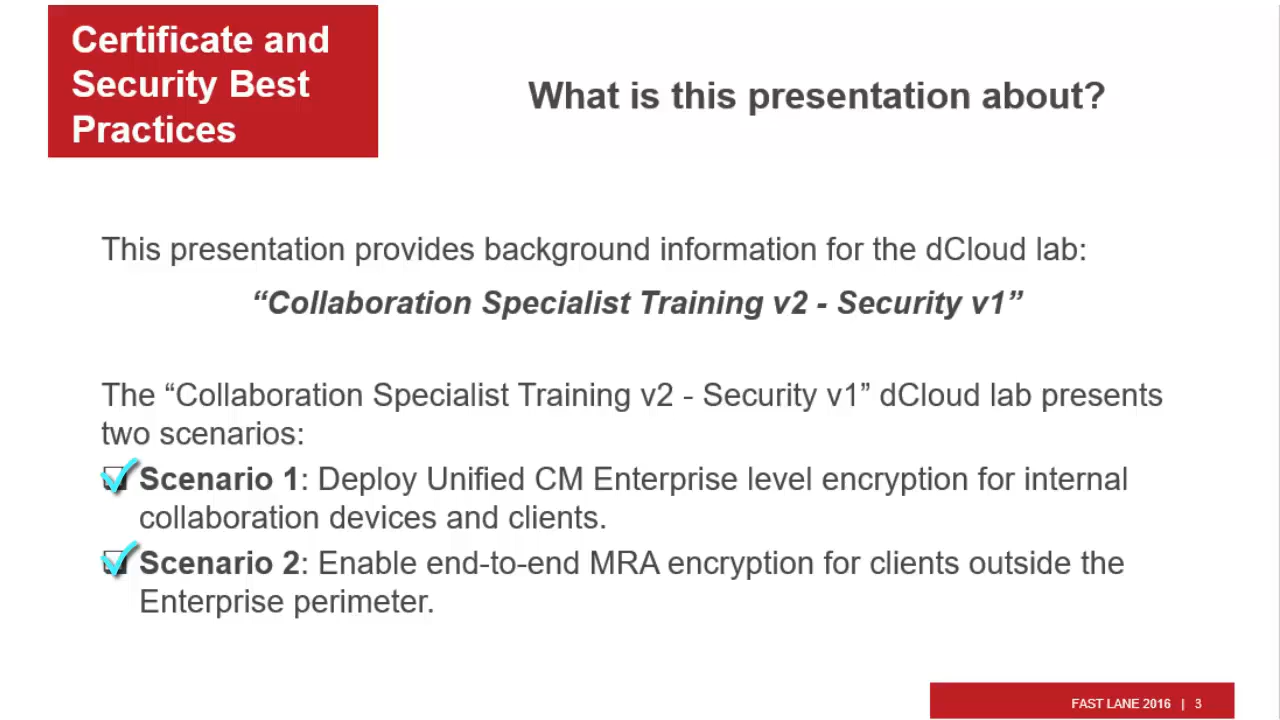 Certificate and
Security Best
Practices
What is this presentation about?
This presentation provides background information for the dCloud lab:
“Collaboration Specialist Training v2 - Security v1”
The “Collaboration Specialist Training v2 - Security v1” dCloud lab presents
two scenarios:
Scenario 1: Deploy Unified CM Enterprise level encryption for internal
collaboration devices and clients.
Scenario 2: Enable end-to-end MRA encryption for clients outside the
Enterprise perimeter.
FAST LANE 2016 | 3